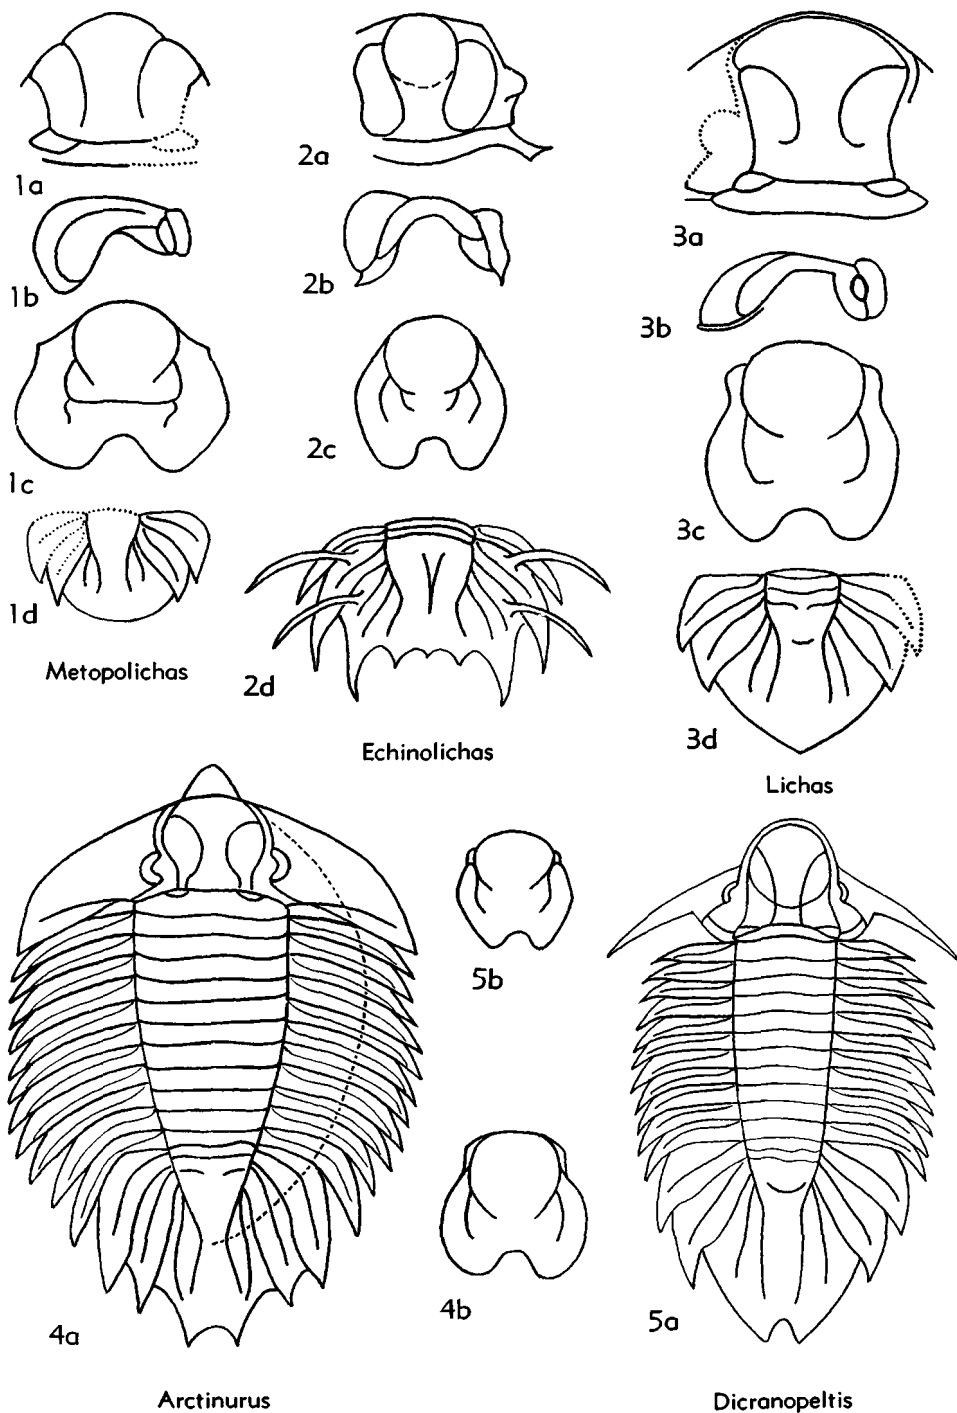 1a
2a
3a
1b
2b
3b
1c
2c
3c
1d
2d
3d
Metopolichas
Echinolichas
Lichas
5b
4b
4a
5a
Arctinurus
Dicranopeltis